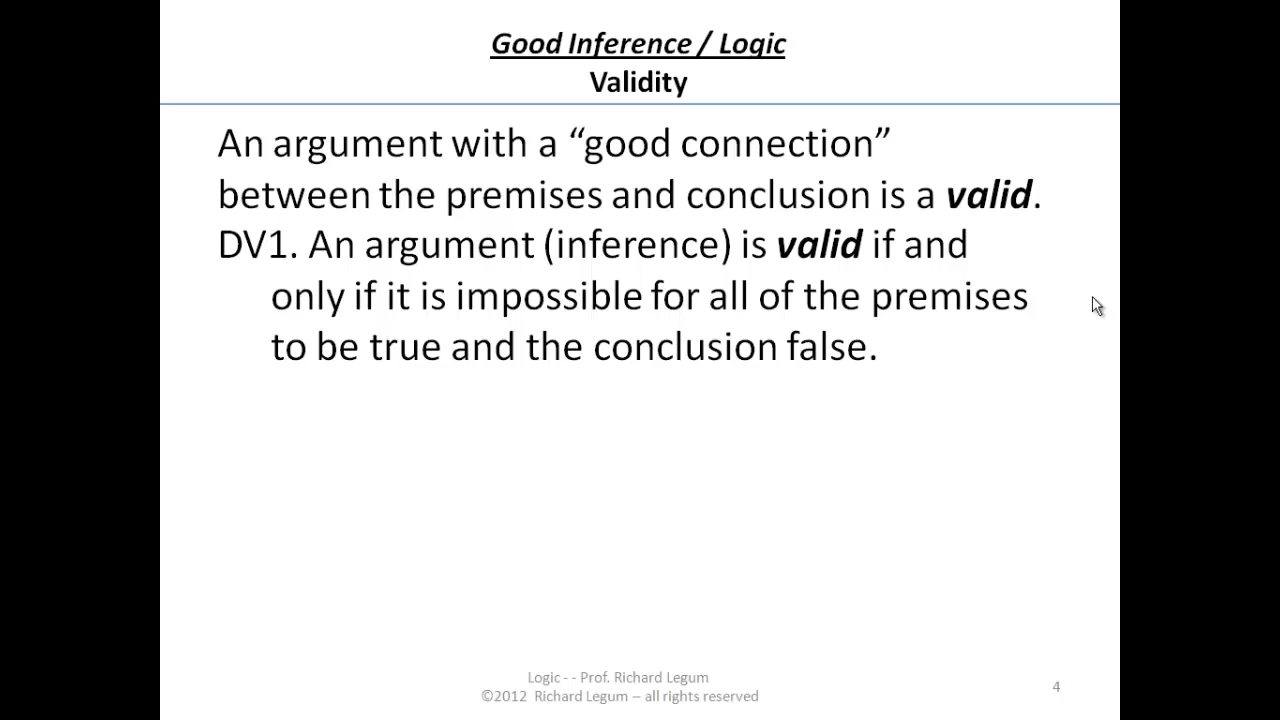 Good Inference / Logic
Validity
An argument with a “good connection”
between the premises and conclusion is a valid.
DV1. An argument (inference) is valid if and
only if it is impossible for all of the premises
to be true and the conclusion false.
Logic - - Prof. Richard Legum
©2012 Richard Legum – all rights reserved
4